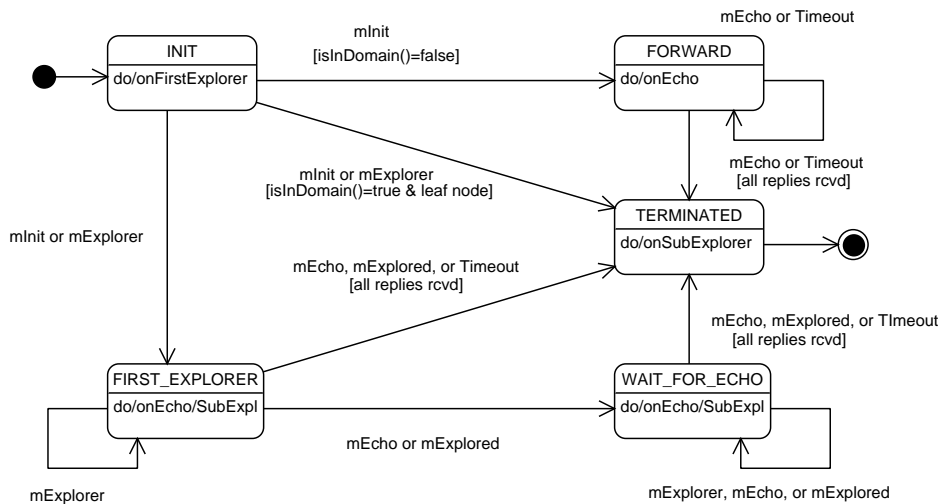 mEcho or Timeout
mInit
[isInDomain()=false]
INIT
do/onFirstExplorer
FORWARD
do/onEcho
mEcho or Timeout
[all replies rcvd]
mInit or mExplorer
[isInDomain()=true & leaf node]
TERMINATED
do/onSubExplorer
mInit or mExplorer
mEcho, mExplored, or Timeout
[all replies rcvd]
mEcho, mExplored, or TImeout
[all replies rcvd]
FIRST_EXPLORER
do/onEcho/SubExpl
WAIT_FOR_ECHO
do/onEcho/SubExpl
mEcho or mExplored
mExplorer
mExplorer, mEcho, or mExplored